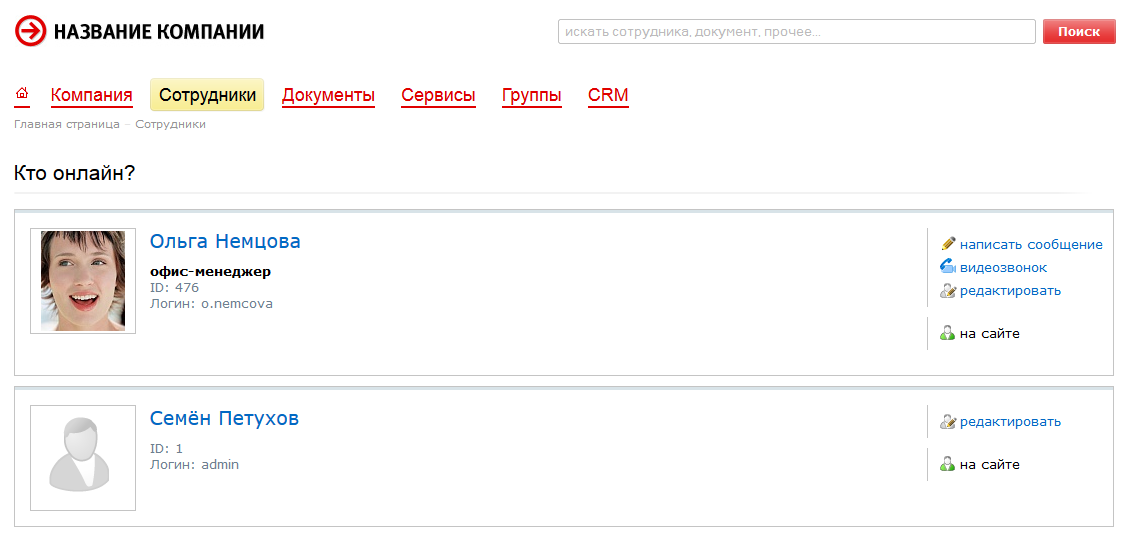 НАЗВАНИЕ КОМПАНИИ
искать сотрудника, документ, прочее...
Поиск
Компания Сотрудники Документы Сервисы Группы CRM
Главная страница – Сотрудники
Кто онлайн?
Ольга Немцова
офис-менеджер
ID: 476
Логин: o.nemcova
написать сообщение
видеозвонок
редактировать
на сайте
Семён Петухов
ID: 1
Логин: admin
редактировать
на сайте